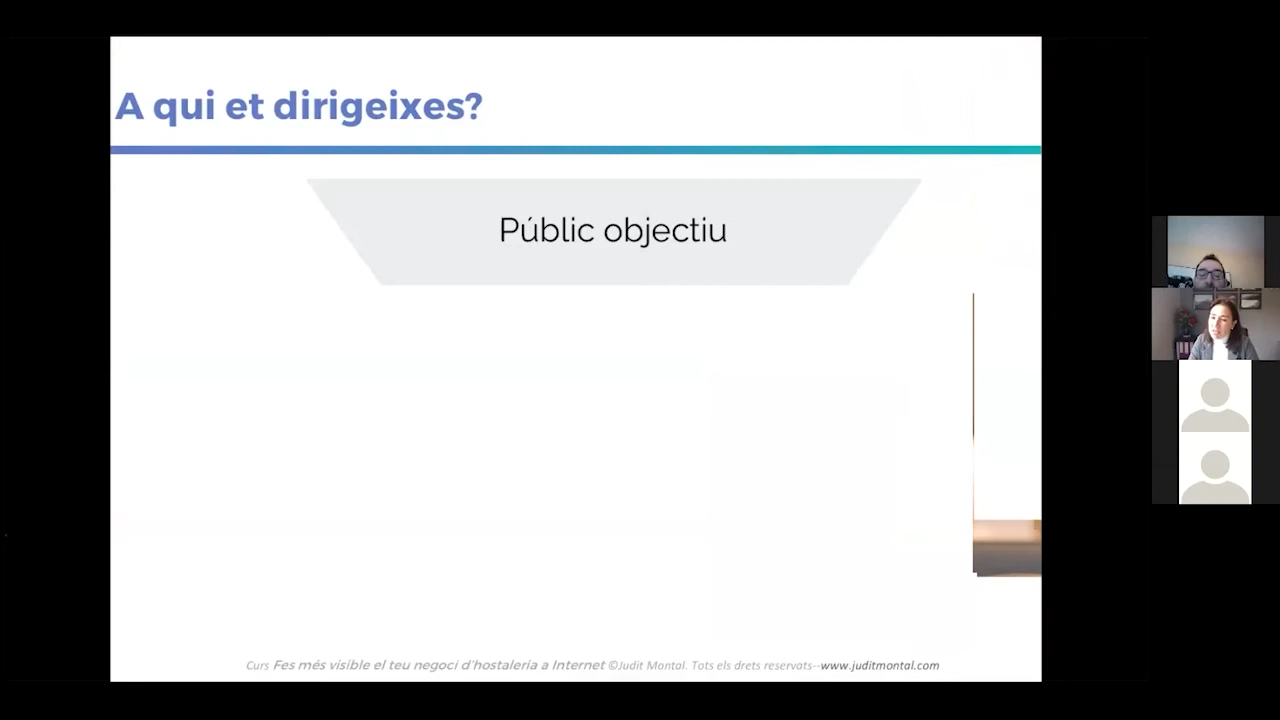 A qui et dirigeixes?
Públic objectiu
Curs Fes més visible el teu negoci d'hostaleria a Internet ©Judit Montal. Tots els drets reservats--www.juditmontal.com